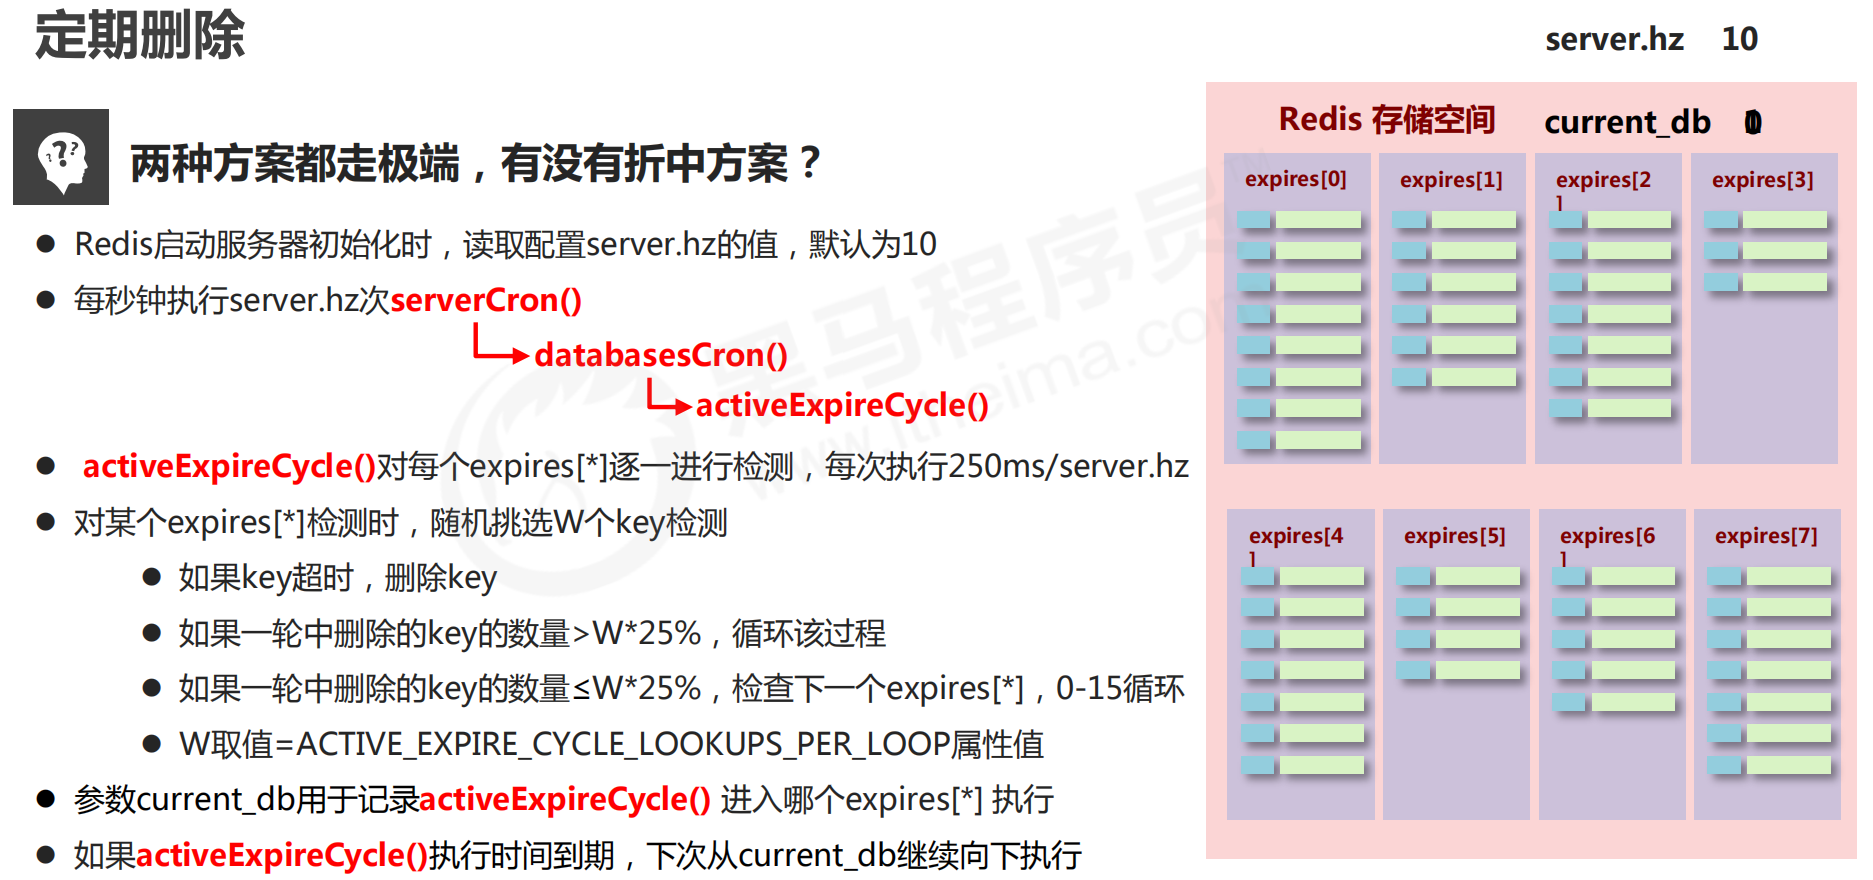 定期删除
server.hz 10
两种方案都走极端，有没有折中方案？
Redis启动服务器初始化时，读取配置server.hz的值，默认为10
每秒钟执行server.hz次serverCron()
databasesCron()
activeExpireCycle()
activeExpireCycle()对每个expires[*]逐一进行检测，每次执行250ms/server.hz
对某个expires[*]检测时，随机挑选W个key检测
如果key超时，删除key
如果一轮中删除的key的数量>W*25%，循环该过程
如果一轮中删除的key的数量≤W*25%，检查下一个expires[*]，0-15循环
W取值=ACTIVE_EXPIRE_CYCLE_LOOKUPS_PER_LOOP属性值
参数current_db用于记录activeExpireCycle() 进入哪个expires[*] 执行
如果activeExpireCycle()执行时间到期，下次从current_db继续向下执行
Redis 存储空间 current_db
expires[0] expires[1] expires[2 expires[3]
]
expires[4 expires[5] expires[6 expires[7]
] ]
黑马程序员™
www.itheima.com